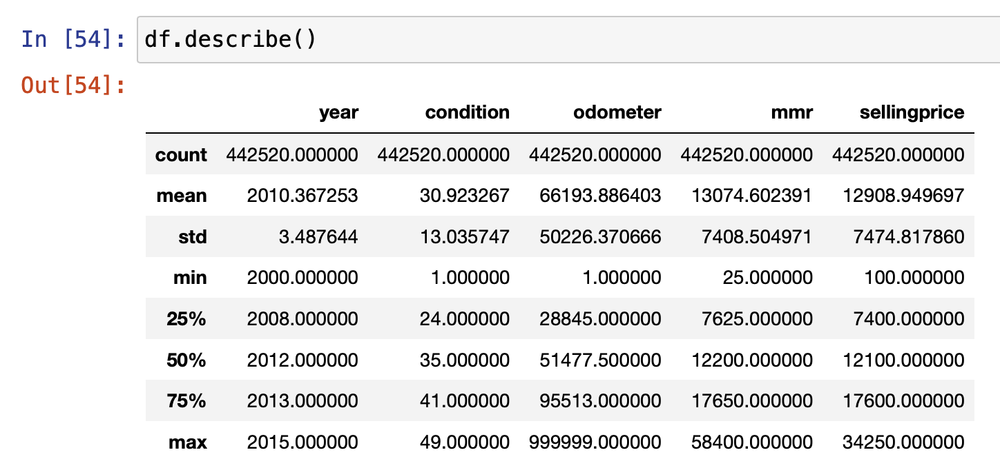 In [54]: df.describe()
Out[54]:
year condition odometer mmr sellingprice
count 442520.000000 442520.000000 442520.000000 442520.000000 442520.000000
mean 2010.367253 30.923267 66193.886403 13074.602391 12908.949697
std 3.487644 13.035747 50226.370666 7408.504971 7474.817860
min 2000.000000 1.000000 1.000000 25.000000 100.000000
25% 2008.000000 24.000000 28845.000000 7625.000000 7400.000000
50% 2012.000000 35.000000 51477.500000 12200.000000 12100.000000
75% 2013.000000 41.000000 95513.000000 17650.000000 17600.000000
max 2015.000000 49.000000 999999.000000 58400.000000 34250.000000